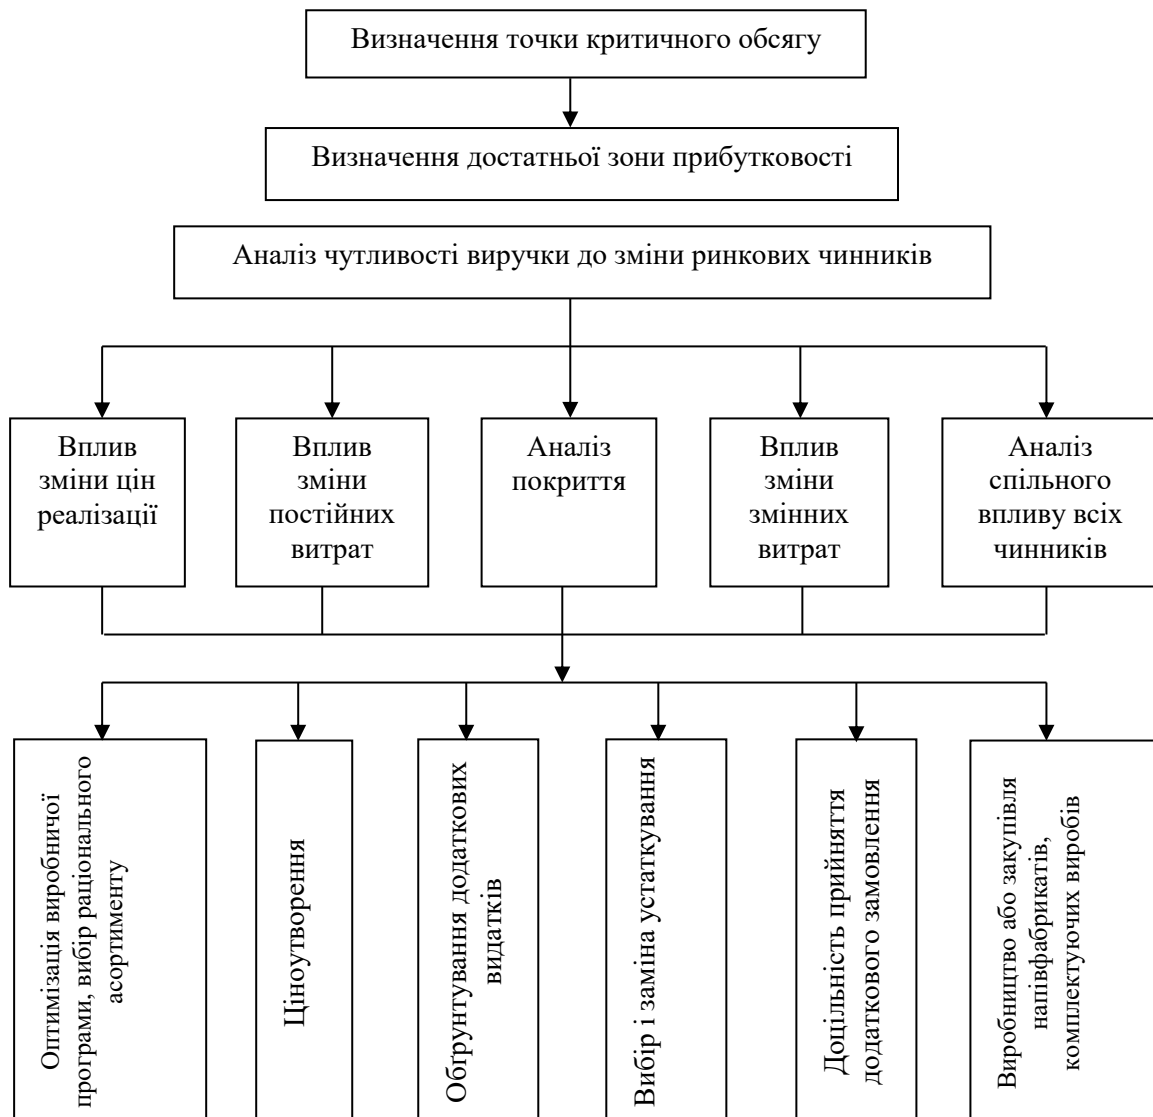 Визначення точки критичного обсягу
Визначення достатньої зони прибутковості
Аналіз чутливості виручки до зміни ринкових чинників
Вплив
зміни цін
реалізації
Вплив
зміни
постійних
витрат
Аналіз
покриття
Вплив
зміни
змінних
витрат
Аналіз
спільного
впливу всіх
чинників
Оптимізація виробничої
програми, вибір раціонального
асортименту
Ціноутворення
Обґрунтування додаткових
видатків
Вибір і заміна устаткування
Доцільність прийняття
додаткового замовлення
Виробництво або закупівля
напівфабрикатів,
комплектуючих виробів